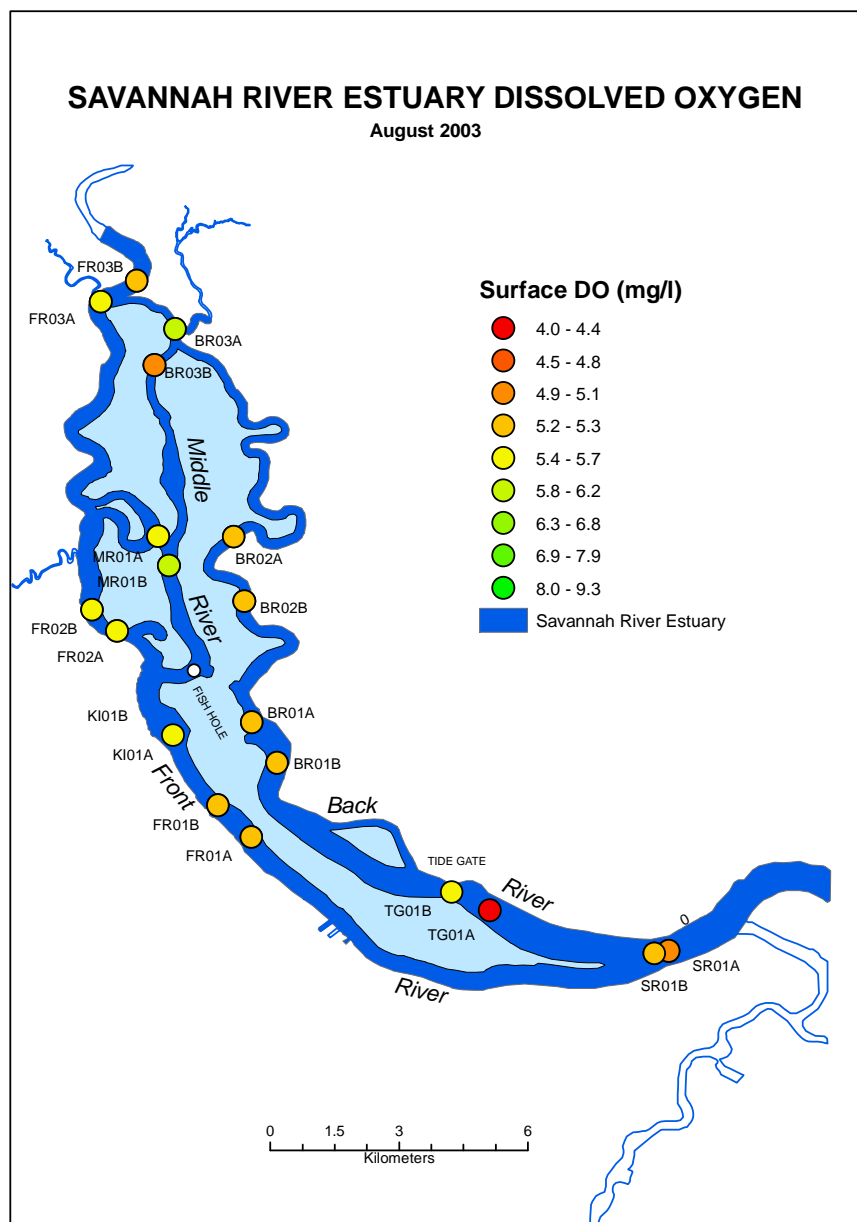 SAVANNAH RIVER ESTUARY DISSOLVED OXYGEN
August 2003
FR03B
FR03A
BR03A
BR03B
Surface DO (mg/l)
4.0 - 4.4
4.5 - 4.8
4.9 - 5.1
5.2 - 5.3
5.4 - 5.7
5.8 - 6.2
6.3 - 6.8
6.9 - 7.9
8.0 - 9.3
Savannah River Estuary
Middle
River
MR01A
MR01B
BR02A
BR02B
FR02B
FR02A
FISH HOLE
KI01B
KI01A
BR01A
BR01B
Front
River
FR01B
FR01A
Back
River
TIDE GATE
TG01B
TG01A
0
SR01A
SR01B
0 1.5 3 6
Kilometers